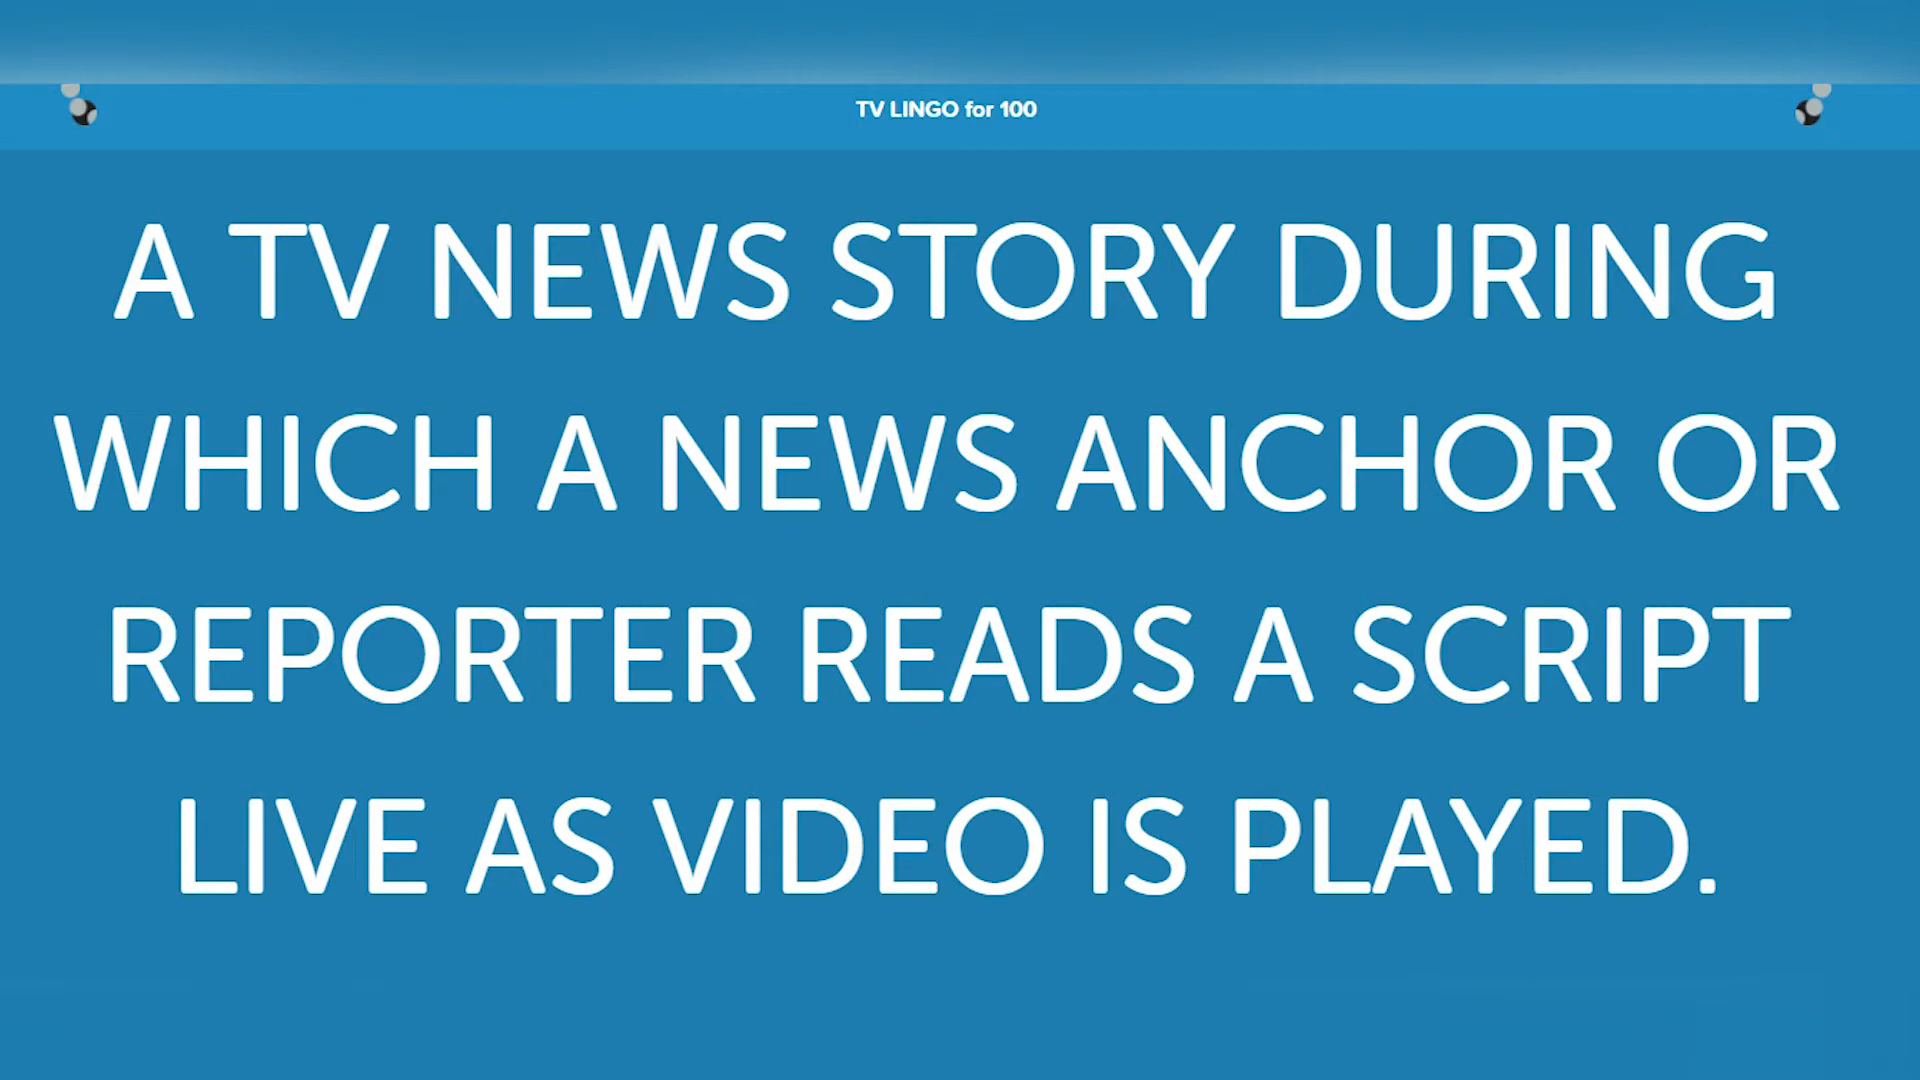 TV LINGO for 100
A TV NEWS STORY DURING
WHICH A NEWS ANCHOR OR
REPORTER READS A SCRIPT
LIVE AS VIDEO IS PLAYED.